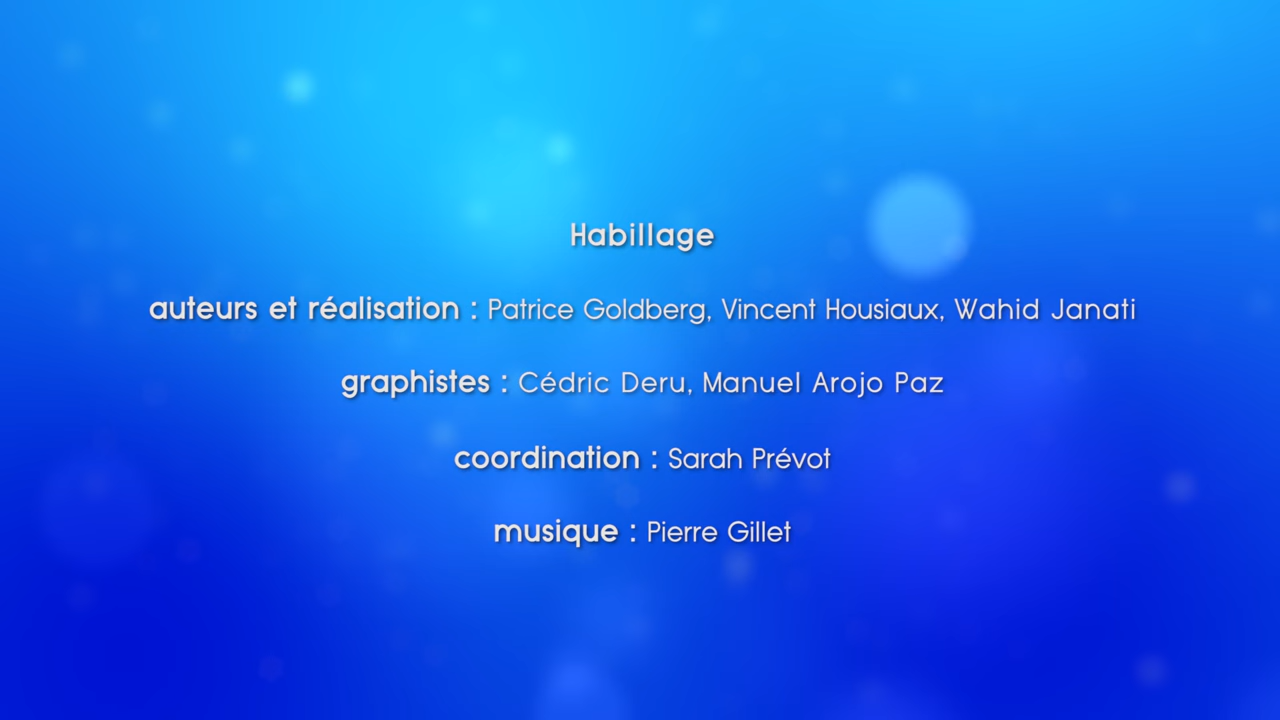 Habillage
auteurs et réalisation : Patrice Goldberg, Vincent Housiaux, Wahid Janati
graphistes : Cédric Deru, Manuel Arojo Paz
coordination : Sarah Prévot
musique : Pierre Gillet